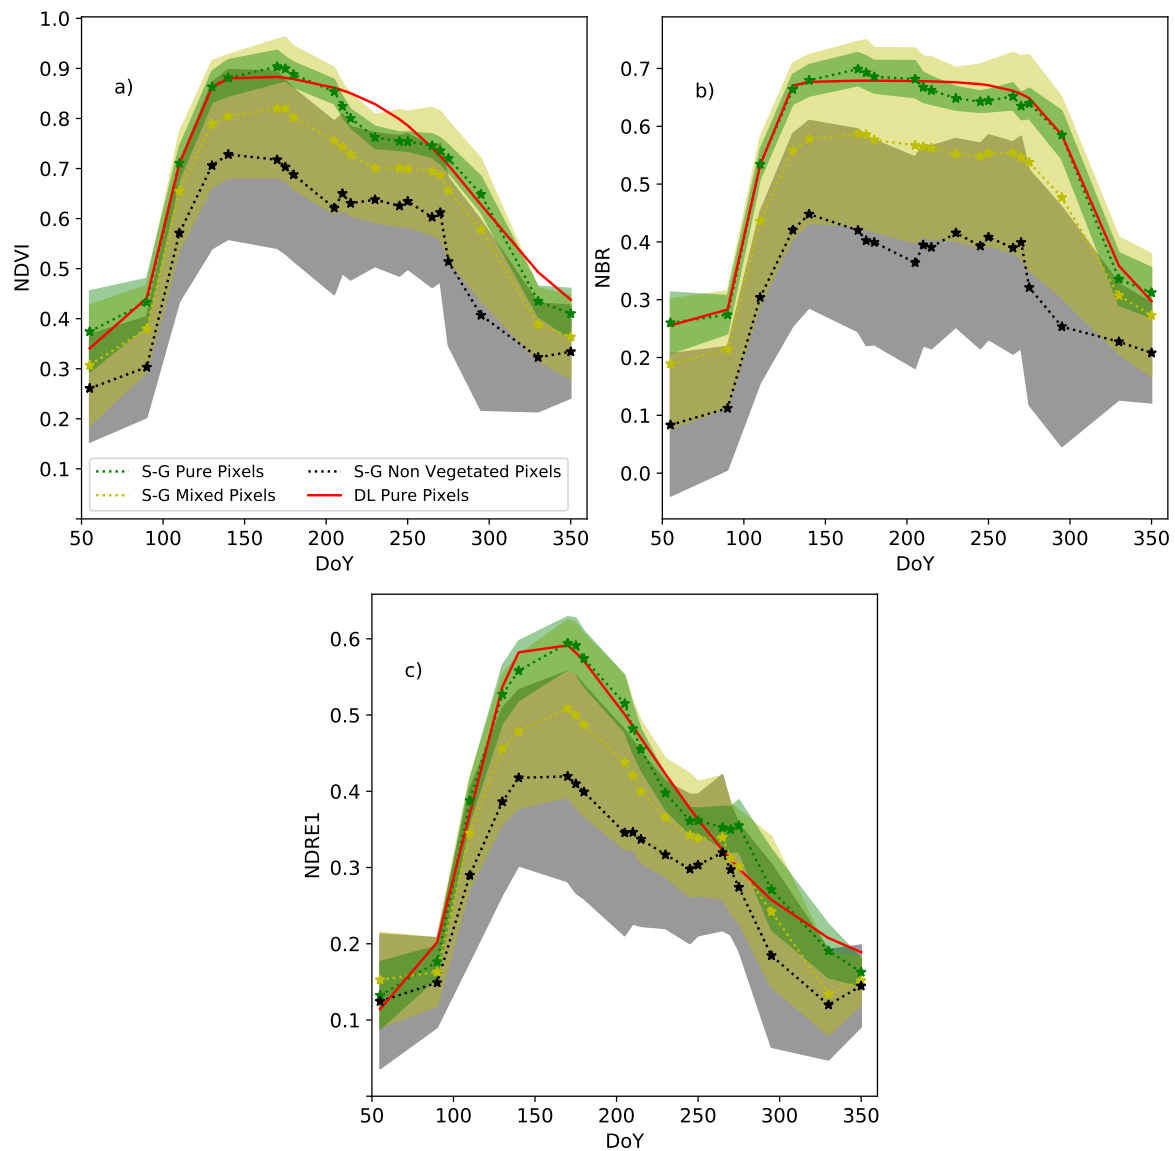 a)
NDVI
1.0
0.9
0.8
0.7
0.6
0.5
0.4
0.3
0.2
0.1
S-G Pure Pixels
S-G Mixed Pixels
S-G Non Vegetated Pixels
DL Pure Pixels
50 100 150 200 250 300 350
DoY
b)
NBR
0.7
0.6
0.5
0.4
0.3
0.2
0.1
0.0
50 100 150 200 250 300 350
DoY
c)
NDRE1
0.6
0.5
0.4
0.3
0.2
0.1
50 100 150 200 250 300 350
DoY